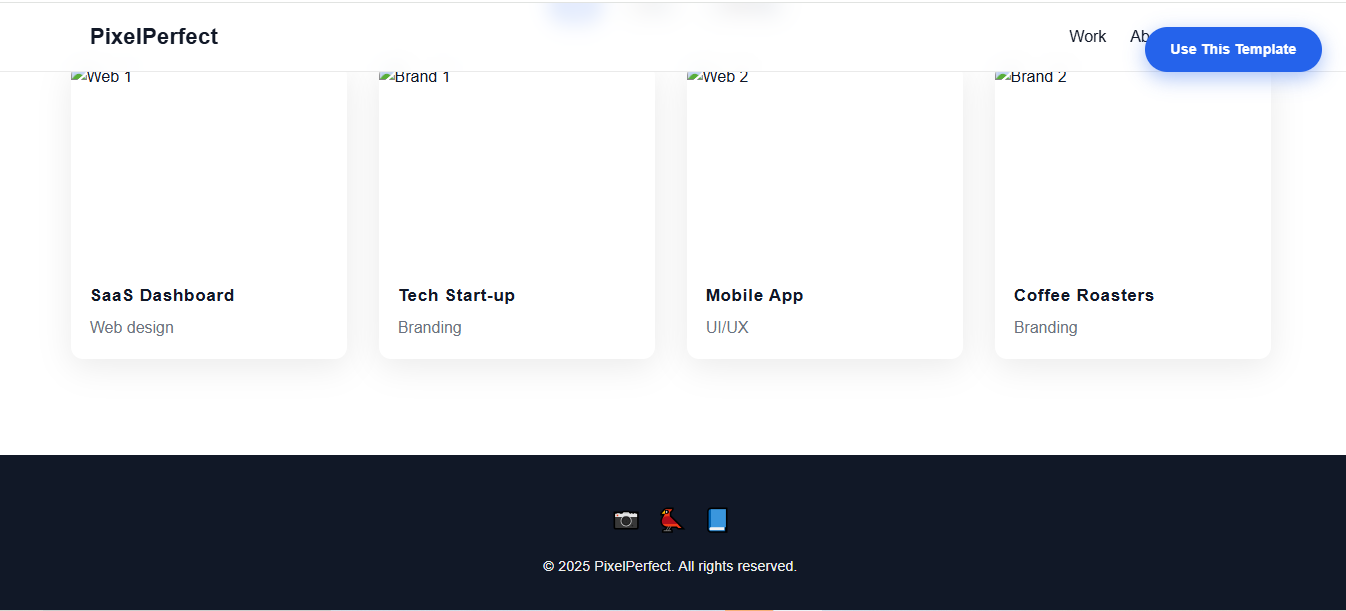 PixelPerfect
Work Ab
Use This Template
Web 1
Brand 1
Web 2
Brand 2
SaaS Dashboard
Web design
Tech Start-up
Branding
Mobile App
UI/UX
Coffee Roasters
Branding
© 2025 PixelPerfect. All rights reserved.